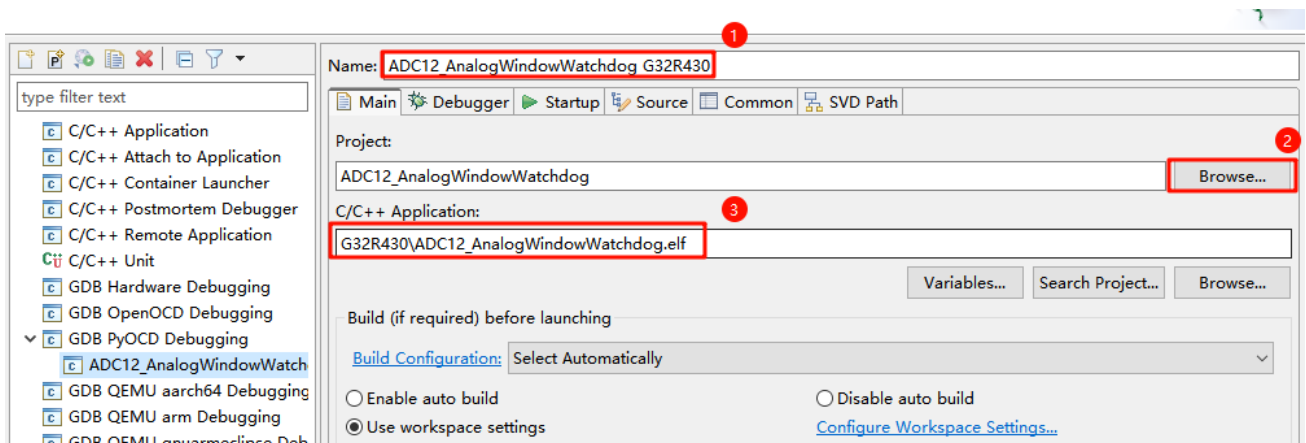 1
Name: ADC12_AnalogWindowWatchdog G32R430
type filter text
Main Debugger Startup Source Common SVD Path
C/C++ Application
C/C++ Attach to Application
C/C++ Container Launcher
C/C++ Postmortem Debugger
C/C++ Remote Application
C/C++ Unit
GDB Hardware Debugging
GDB OpenOCD Debugging
GDB PyOCD Debugging
ADC12_AnalogWindowWatch
GDB QEMU aarch64 Debugging
GDB QEMU arm Debugging
GDB QEMU gnuarmeclipse Deb
Project:
2
ADC12_AnalogWindowWatchdog Browse...
C/C++ Application:
3
G32R430\ADC12_AnalogWindowWatchdog.elf
Variables... Search Project... Browse...
Build (if required) before launching
Build Configuration: Select Automatically
Enable auto build Disable auto build
Use workspace settings Configure Workspace Settings...